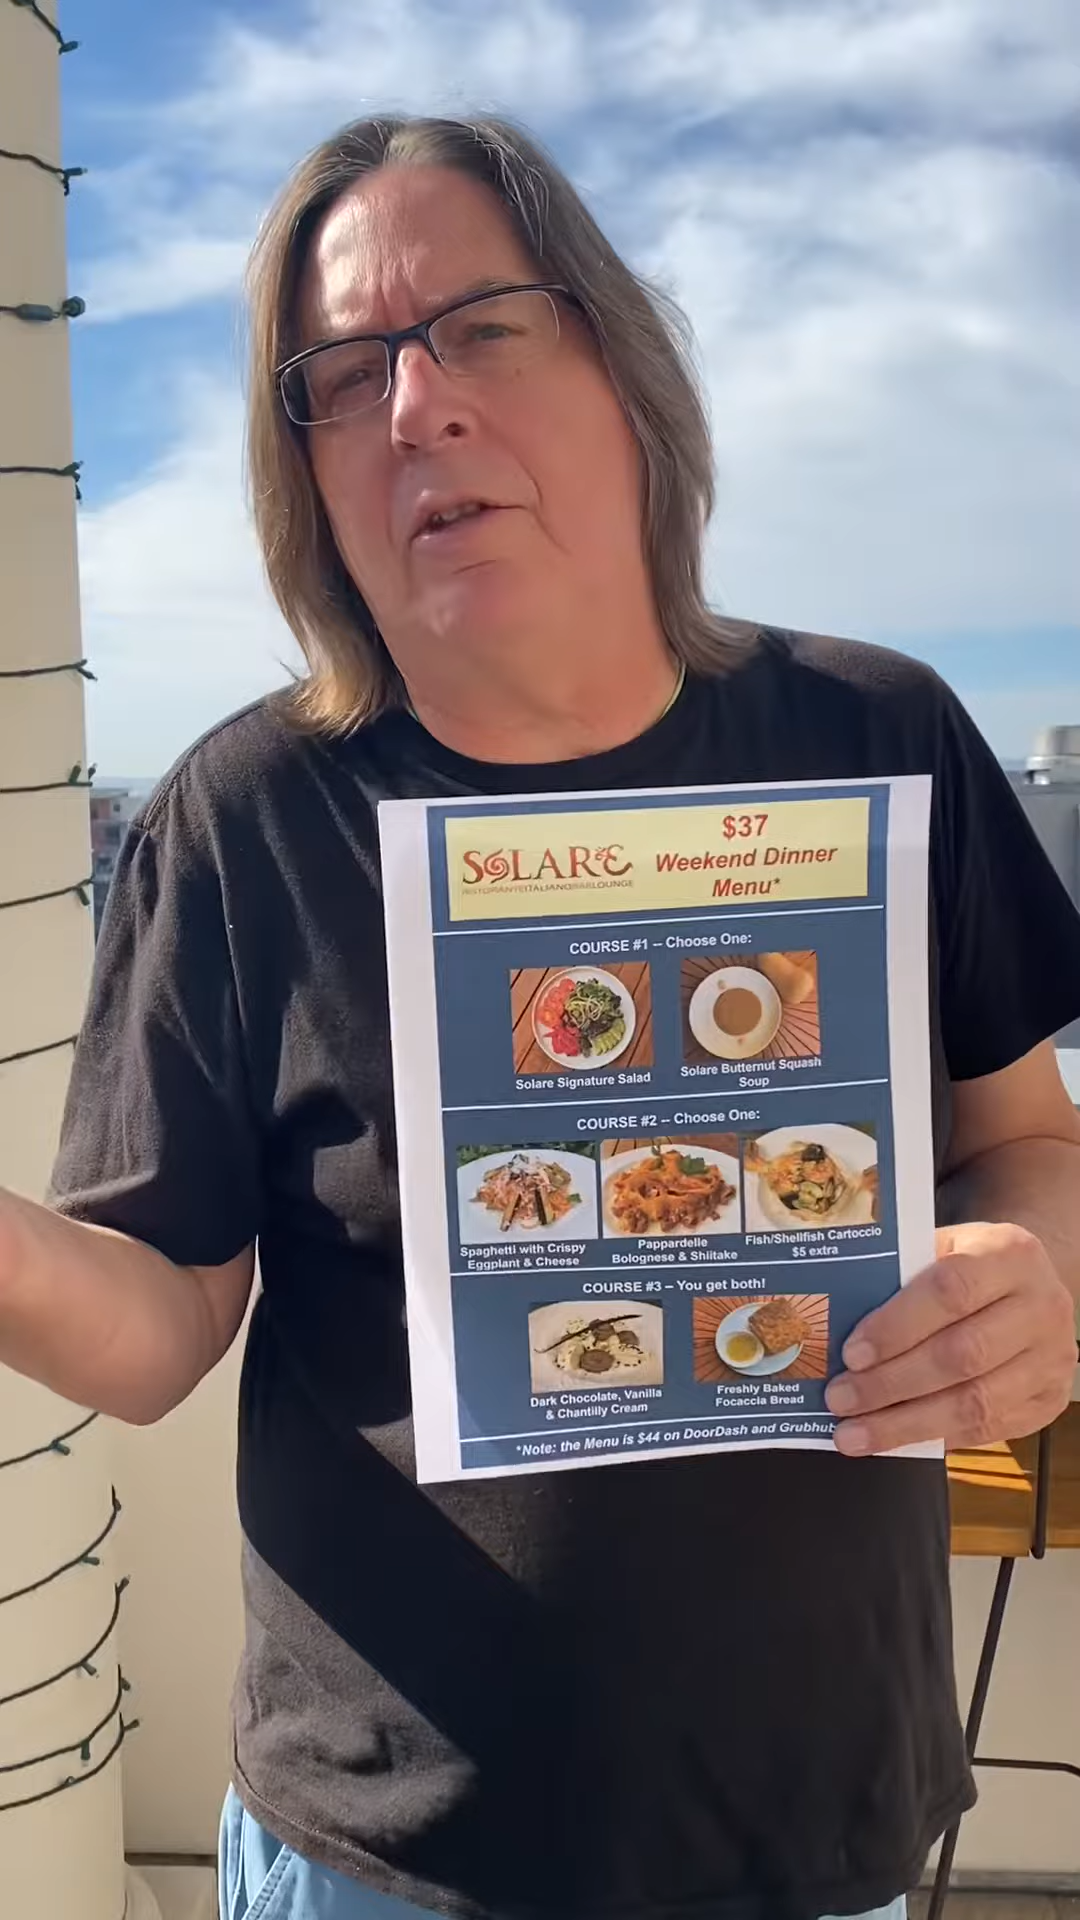 SOLARE
RISTORANTE ITALIANO BAR LOUNGE
$37
Weekend Dinner
Menu*
COURSE #1 -- Choose One:
Solare Signature Salad
Solare Butternut Squash
Soup
COURSE #2 -- Choose One:
Spaghetti with Crispy
Eggplant & Cheese
Pappardelle
Bolognese & Shiitake
Fish/Shellfish Cartoccio
$5 extra
COURSE #3 – You get both!
Dark Chocolate, Vanilla
& Chantilly Cream
Freshly Baked
Focaccia Bread
*Note: the Menu is $44 on DoorDash and Grubhub